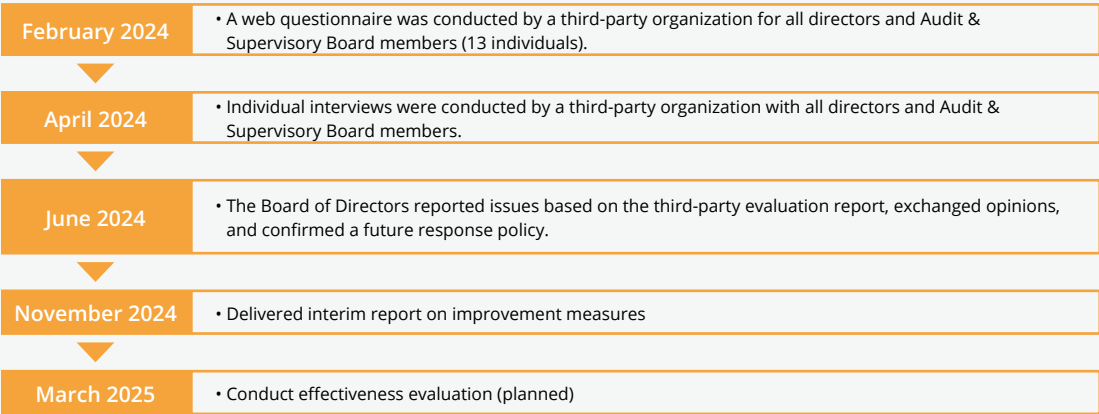 February 2024
• A web questionnaire was conducted by a third-party organization for all directors and Audit &
Supervisory Board members (13 individuals).
April 2024
• Individual interviews were conducted by a third-party organization with all directors and Audit &
Supervisory Board members.
June 2024
• The Board of Directors reported issues based on the third-party evaluation report, exchanged opinions,
and confirmed a future response policy.
November 2024
• Delivered interim report on improvement measures
March 2025
• Conduct effectiveness evaluation (planned)